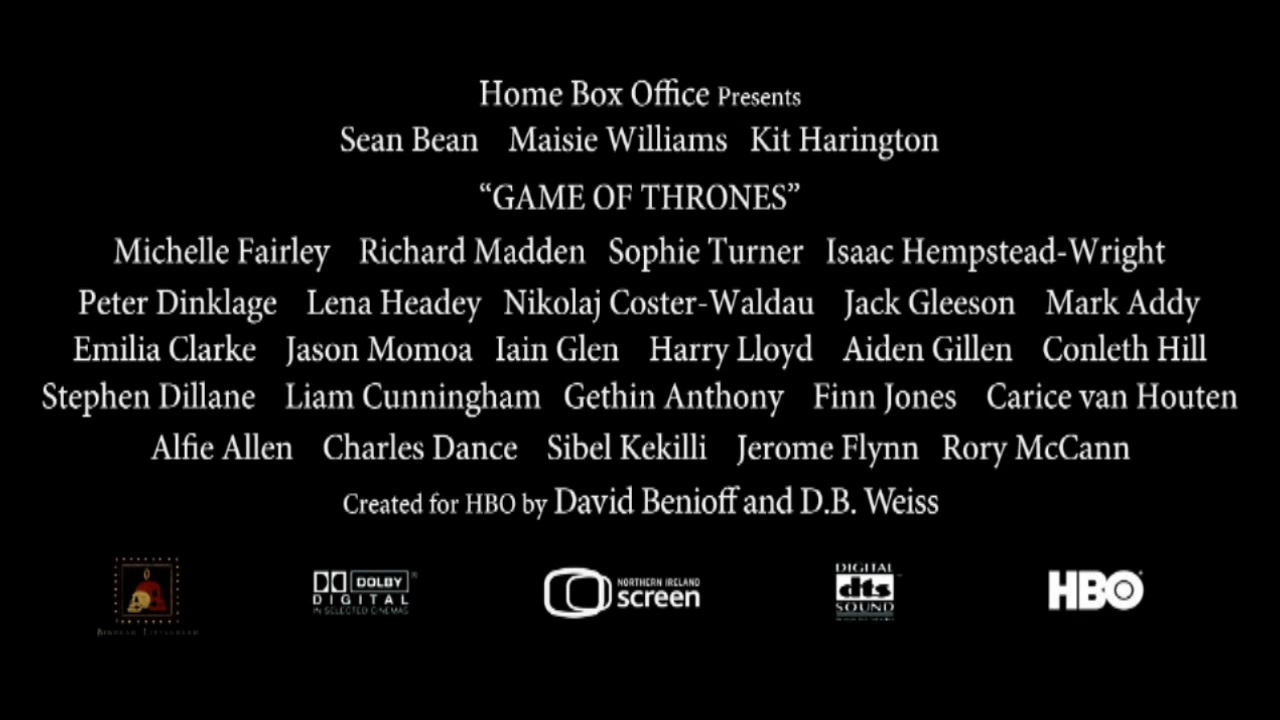 Home Box Office Presents
Sean Bean Maisie Williams Kit Harington
“GAME OF THRONES”
Michelle Fairley Richard Madden Sophie Turner Isaac Hempstead-Wright
Peter Dinklage Lena Headey Nikolaj Coster-Waldau Jack Gleeson Mark Addy
Emilia Clarke Jason Momoa Iain Glen Harry Lloyd Aiden Gillen Conleth Hill
Stephen Dillane Liam Cunningham Gethin Anthony Finn Jones Carice van Houten
Alfie Allen Charles Dance Sibel Kekilli Jerome Flynn Rory McCann
Created for HBO by David Benioff and D.B. Weiss
DOLBY
DIGITAL
IN SELECTED CINEMAS
NORTHERN IRELAND
screen
DIGITAL
dts
SOUND
HBO